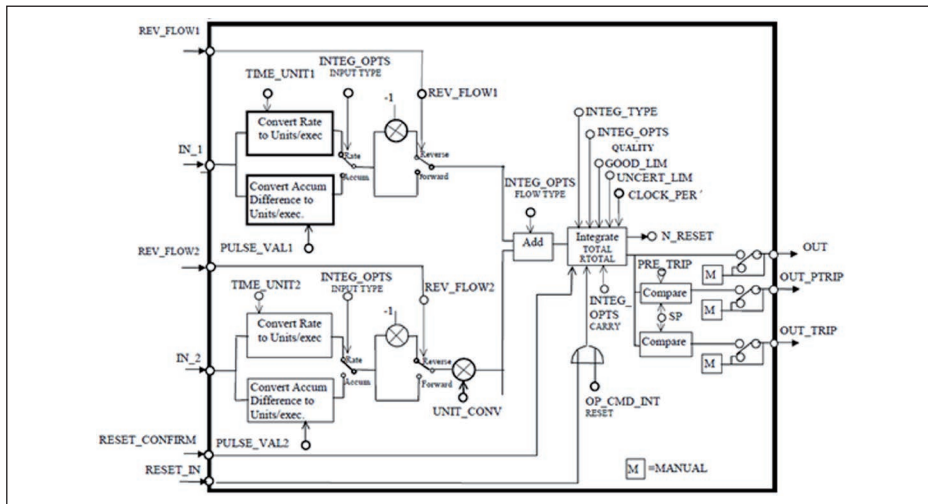 REV_FLOW1
TIME_UNIT1
INTEG_OPTS
INPUT TYPE
-1
REV_FLOW1
Convert Rate
to Units/exec
IN_1
Rate
Accum
Reverse
forward
Convert Accum
Difference to
Units/exec.
PULSE_VAL1
INTEG_TYPE
INTEG_OPTS
QUALITY
GOOD_LIM
UNCERT_LIM
CLOCK_PER´
INTEG_OPTS
FLOW TYPE
Add
Integrate
TOTAL
RTOTAL
N_RESET
OUT
M
REV_FLOW2
TIME_UNIT2
INTEG_OPTS
INPUT TYPE
REV_FLOW2
-1
PRE_TRIP
Compare
OUT_PTRIP
M
INTEG_
OPTS
CARRY
SP
Compare
OUT_TRIP
M
Convert Rate
to Units/exec
IN_2
Rate
Accum
Reverse
Forward
Convert Accum
Difference to
Units/exec.
UNIT_CONV
OP_CMD_INT
RESET
RESET_CONFIRM
PULSE_VAL2
RESET_IN
M =MANUAL